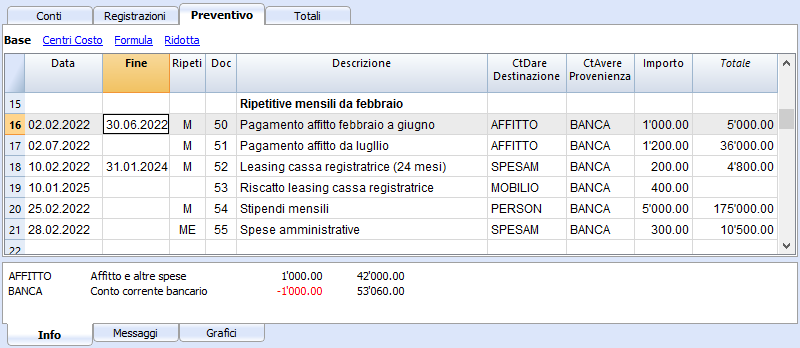 Conti Registrazioni Preventivo Totali
Base Centri Costo Formula Ridotta
Data Fine Ripeti Doc Descrizione CtDare Destinazione CtAvere Provenienza Importo Totale
15 Ripetitive mensili da febbraio
16 02.02.2022 30.06.2022 M 50 Pagamento affitto febbraio a giugno AFFITTO BANCA 1'000.00 5'000.00
17 02.07.2022 M 51 Pagamento affitto da lugllio AFFITTO BANCA 1'200.00 36'000.00
18 10.02.2022 31.01.2024 M 52 Leasing cassa registratrice (24 mesi) SPESAM BANCA 200.00 4'800.00
19 10.01.2025 53 Riscatto leasing cassa registratrice MOBILIO BANCA 400.00
20 25.02.2022 M 54 Stipendi mensili PERSON BANCA 5'000.00 175'000.00
21 28.02.2022 ME 55 Spese amministrative SPESAM BANCA 300.00 10'500.00
22
AFFITTO Affitto e altre spese 1'000.00 42'000.00
BANCA Conto corrente bancario -1'000.00 53'060.00
Info Messaggi Grafici